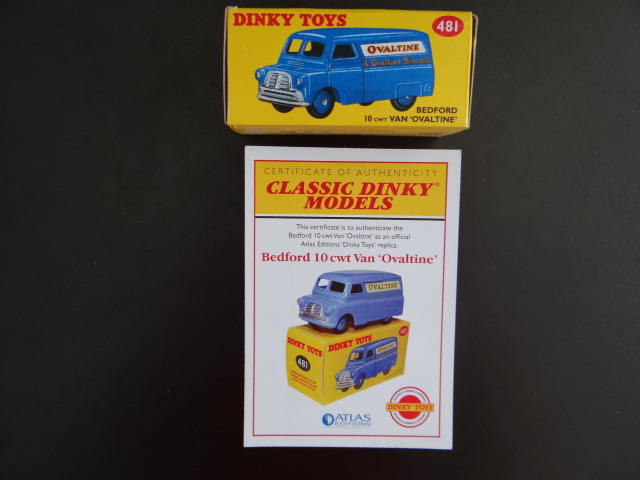 DINKY TOYS
481
OVALTINE
& Ovaltine Biscuits
BEDFORD
10 CWT VAN 'OVALTINE'
CERTIFICATE OF AUTHENTICITY
CLASSIC DINKY®
MODELS
This certificate is to authenticate the
Bedford 10 cwt Van 'Ovaltine' as an official
Atlas Editions 'Dinky Toys' replica.
Bedford 10 cwt Van 'Ovaltine'
OVALTINE
DINKY TOYS
481
DINKY TOYS
481
OVALTINE
DINKY TOYS
ATLAS
EDITIONS